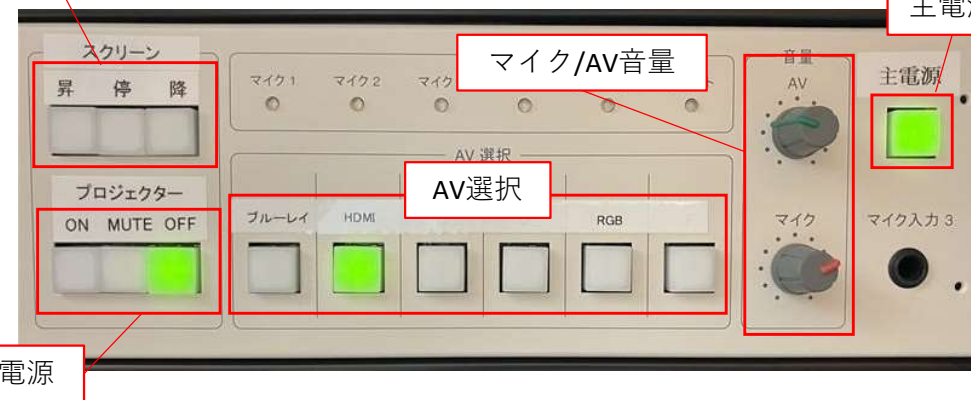 主電
スクリーン
昇 停 降
マイク1 マイク2 マイク
マイク/AV音量
音量
AV
主電源
AV 選択
AV選択
プロジェクター
ON MUTE OFF
ブルーレイ HDMI RGB
マイク
マイク入力 3
電源